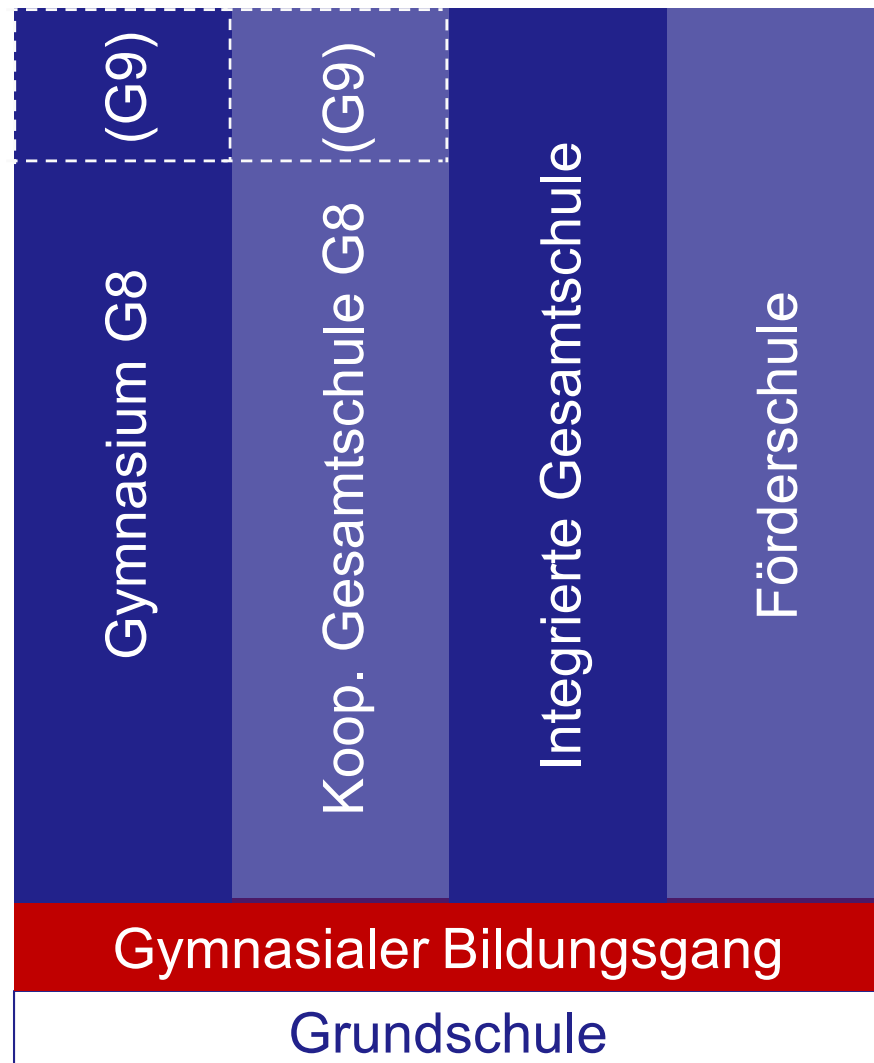 (G9)
(G9)
Gymnasium G8
Koop. Gesamtschule G8
Integrierte Gesamtschule
Förderschule
Gymnasialer Bildungsgang
Grundschule